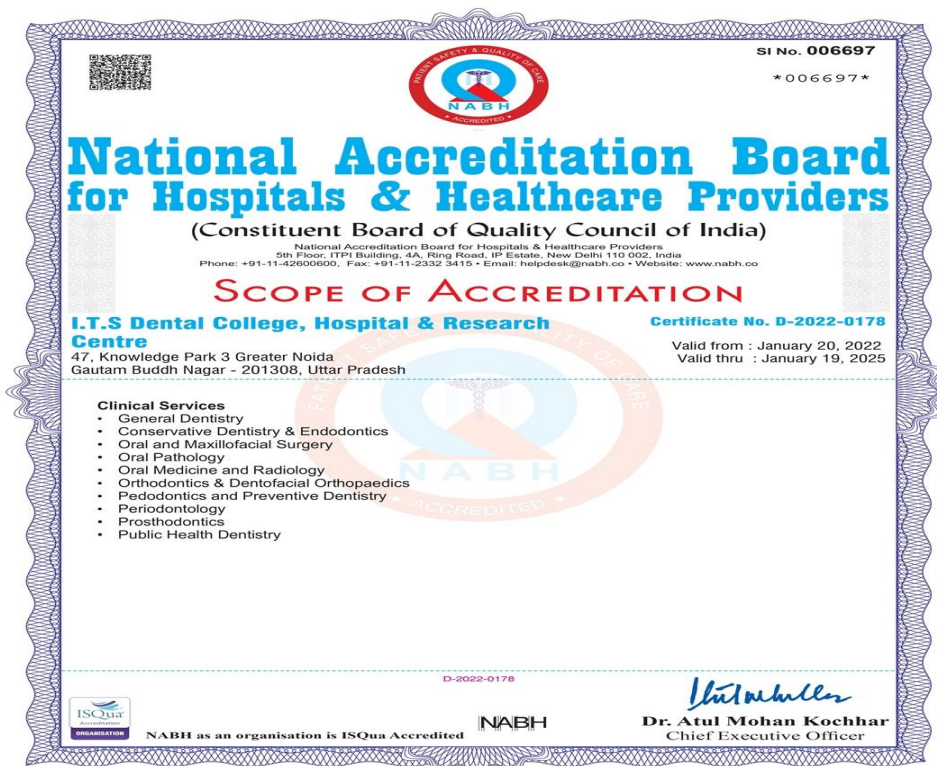 SI No. 006697
*006697*
PATIENT SAFETY & QUALITY OF CARE
NABH
ACCREDITED
National Accreditation Board
for Hospitals & Healthcare Providers
(Constituent Board of Quality Council of India)
National Accreditation Board for Hospitals & Healthcare Providers
5th Floor, ITPI Building, 4A, Ring Road, IP Estate, New Delhi 110 002, India
Phone: +91-11-42600600, Fax: +91-11-2332 3415 • Email: helpdesk@nabh.co • Website: www.nabh.co
SCOPE OF ACCREDITATION
I.T.S Dental College, Hospital & Research
Centre
47, Knowledge Park 3 Greater Noida
Gautam Buddh Nagar - 201308, Uttar Pradesh
Certificate No. D-2022-0178
Valid from : January 20, 2022
Valid thru : January 19, 2025
Clinical Services
• General Dentistry
• Conservative Dentistry & Endodontics
• Oral and Maxillofacial Surgery
• Oral Pathology
• Oral Medicine and Radiology
• Orthodontics & Dentofacial Orthopaedics
• Pedodontics and Preventive Dentistry
• Periodontology
• Prosthodontics
• Public Health Dentistry
NABH
ACCREDITED
D-2022-0178
ISQua
Accreditation
ORGANISATION
NABH as an organisation is ISQua Accredited
NABH
Dr. Atul Mohan Kochhar
Chief Executive Officer